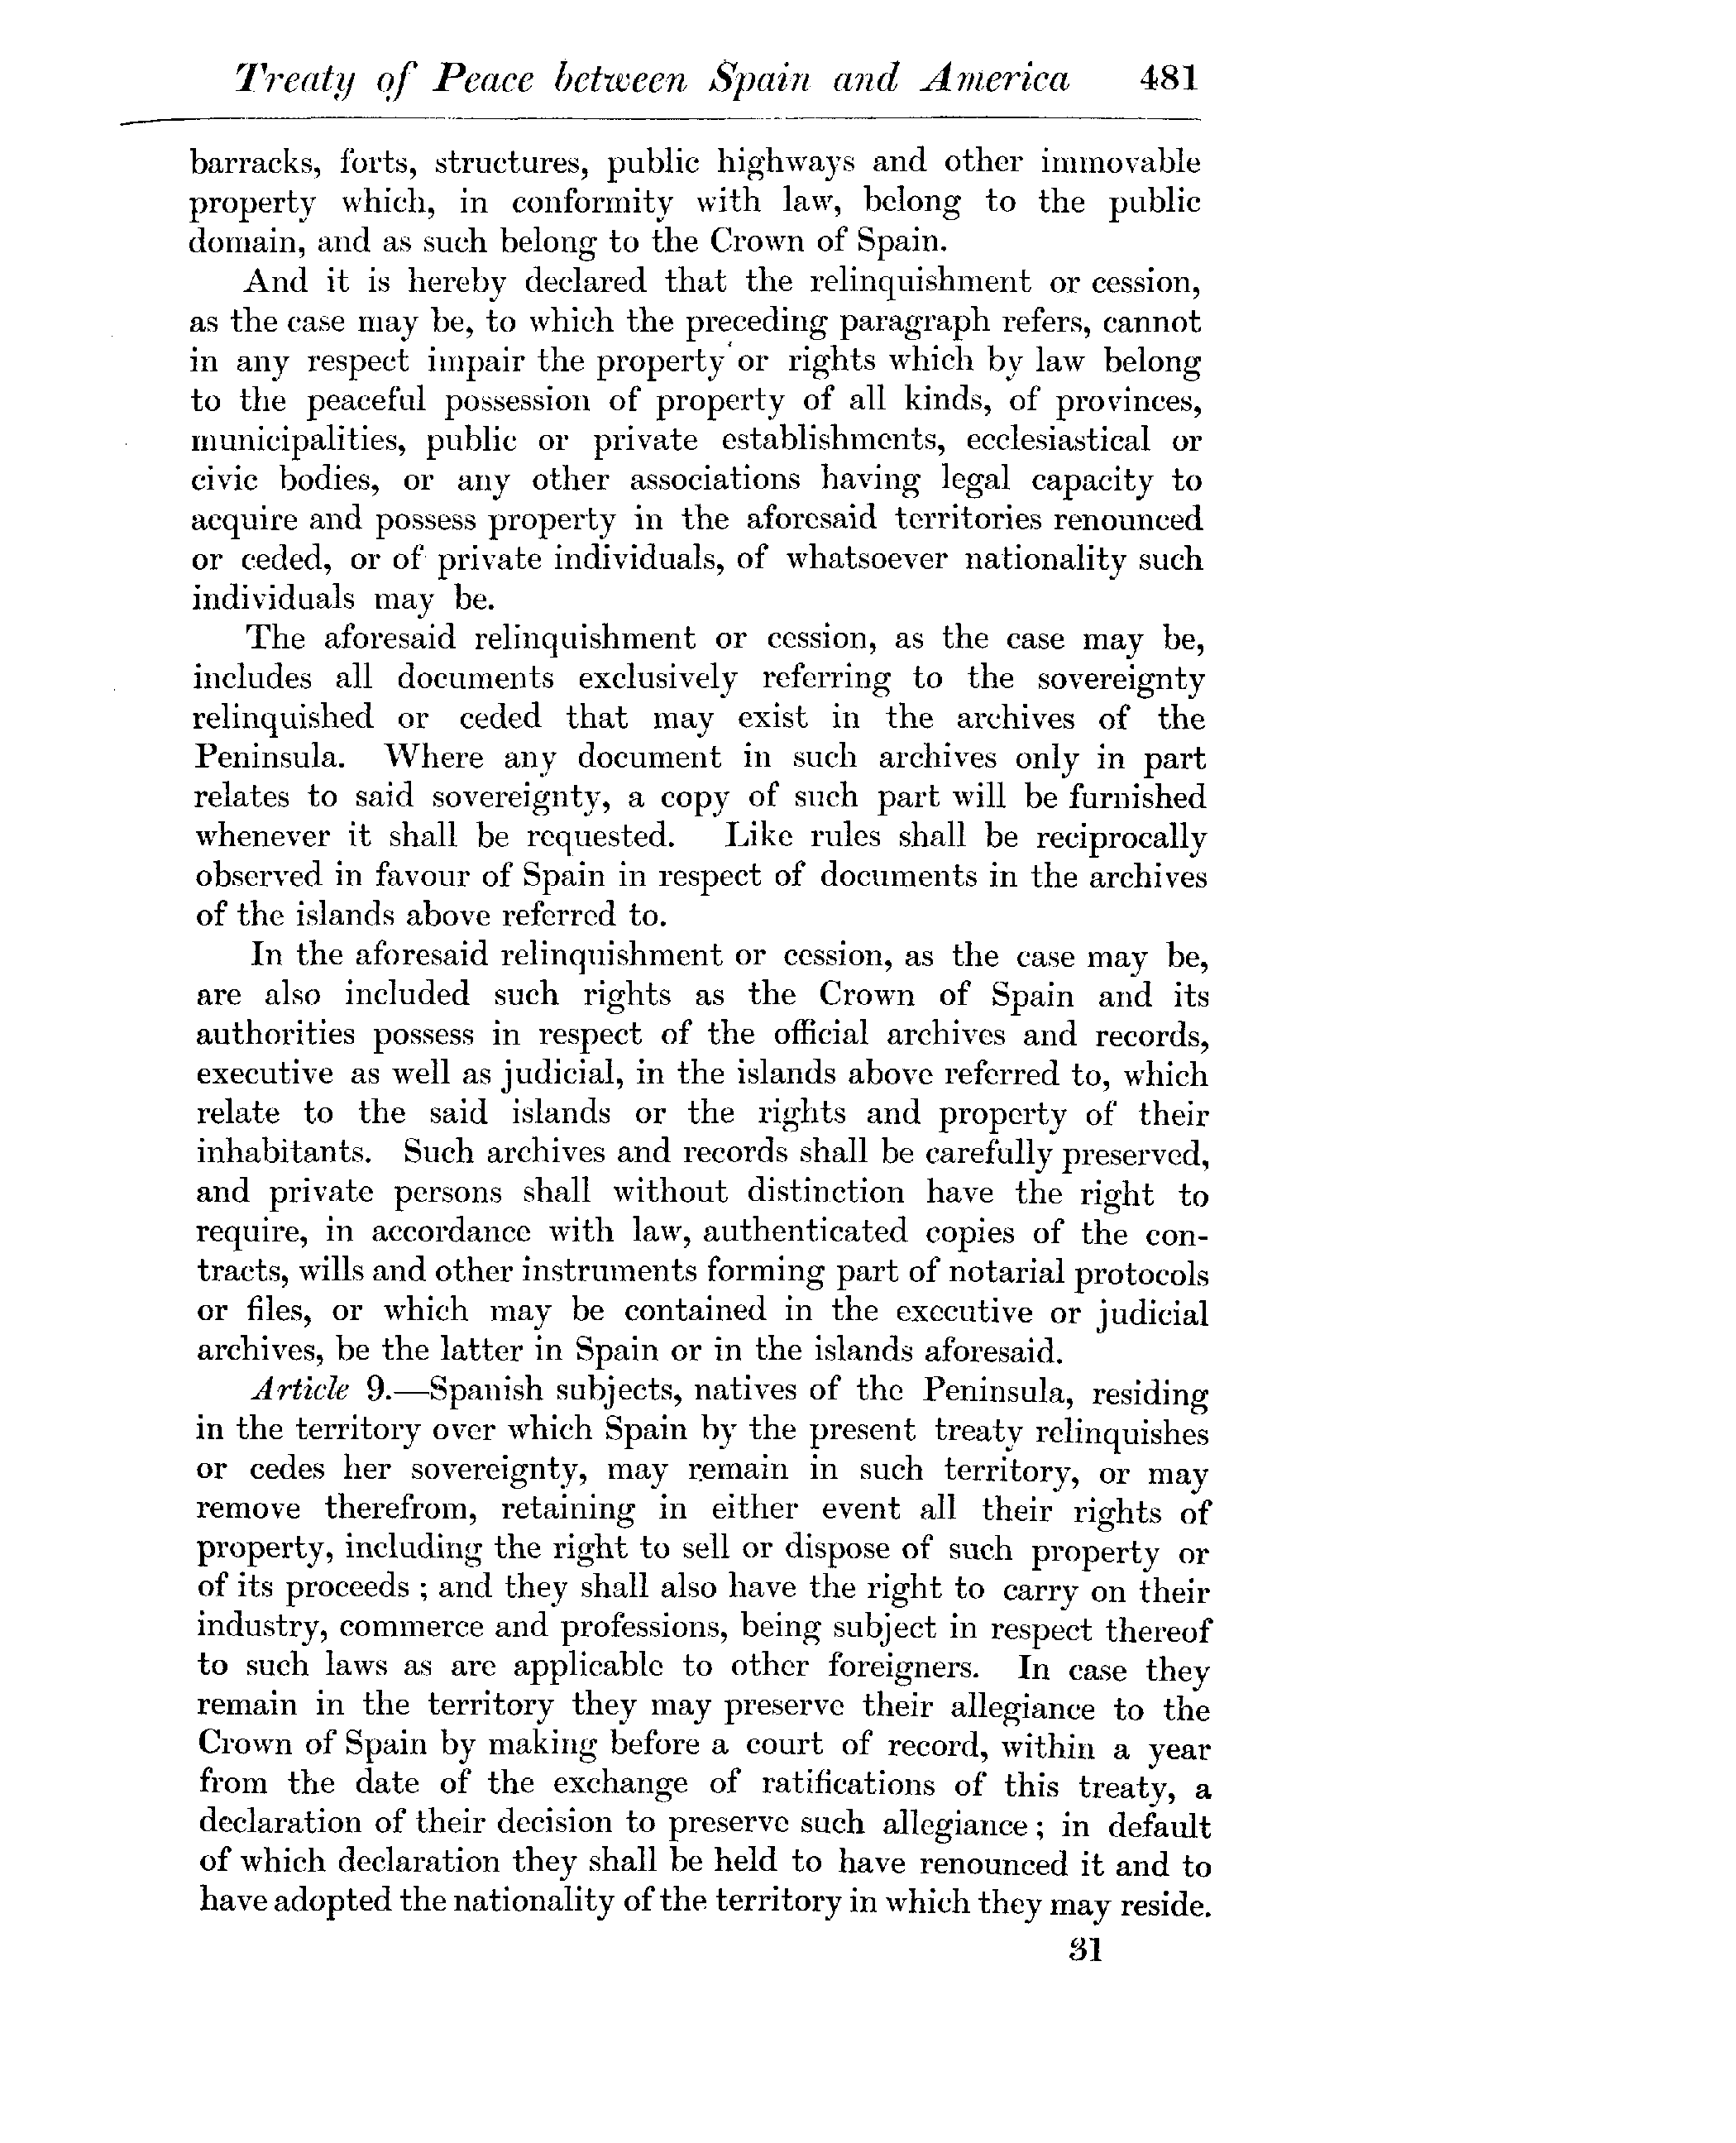 Treaty of Peace between Spain and America 481
barracks, forts, structures, public highways and other immovable
property which, in conformity with law, belong to the public
domain, and as such belong to the Crown of Spain.
And it is hereby declared that the relinquishment or cession,
as the case may be, to which the preceding paragraph refers, cannot
in any respect impair the property or rights which by law belong
to the peaceful possession of property of all kinds, of provinces,
municipalities, public or private establishments, ecclesiastical or
civic bodies, or any other associations having legal capacity to
acquire and possess property in the aforesaid territories renounced
or ceded, or of private individuals, of whatsoever nationality such
individuals may be.
The aforesaid relinquishment or cession, as the case may be,
includes all documents exclusively referring to the sovereignty
relinquished or ceded that may exist in the archives of the
Peninsula. Where any document in such archives only in part
relates to said sovereignty, a copy of such part will be furnished
whenever it shall be requested. Like rules shall be reciprocally
observed in favour of Spain in respect of documents in the archives
of the islands above referred to.
In the aforesaid relinquishment or cession, as the case may be,
are also included such rights as the Crown of Spain and its
authorities possess in respect of the official archives and records,
executive as well as judicial, in the islands above referred to, which
relate to the said islands or the rights and property of their
inhabitants. Such archives and records shall be carefully preserved,
and private persons shall without distinction have the right to
require, in accordance with law, authenticated copies of the con-
tracts, wills and other instruments forming part of notarial protocols
or files, or which may be contained in the executive or judicial
archives, be the latter in Spain or in the islands aforesaid.
Article 9.—Spanish subjects, natives of the Peninsula, residing
in the territory over which Spain by the present treaty relinquishes
or cedes her sovereignty, may remain in such territory, or may
remove therefrom, retaining in either event all their rights of
property, including the right to sell or dispose of such property or
of its proceeds ; and they shall also have the right to carry on their
industry, commerce and professions, being subject in respect thereof
to such laws as are applicable to other foreigners. In case they
remain in the territory they may preserve their allegiance to the
Crown of Spain by making before a court of record, within a year
from the date of the exchange of ratifications of this treaty, a
declaration of their decision to preserve such allegiance ; in default
of which declaration they shall be held to have renounced it and to
have adopted the nationality of the territory in which they may reside.
31